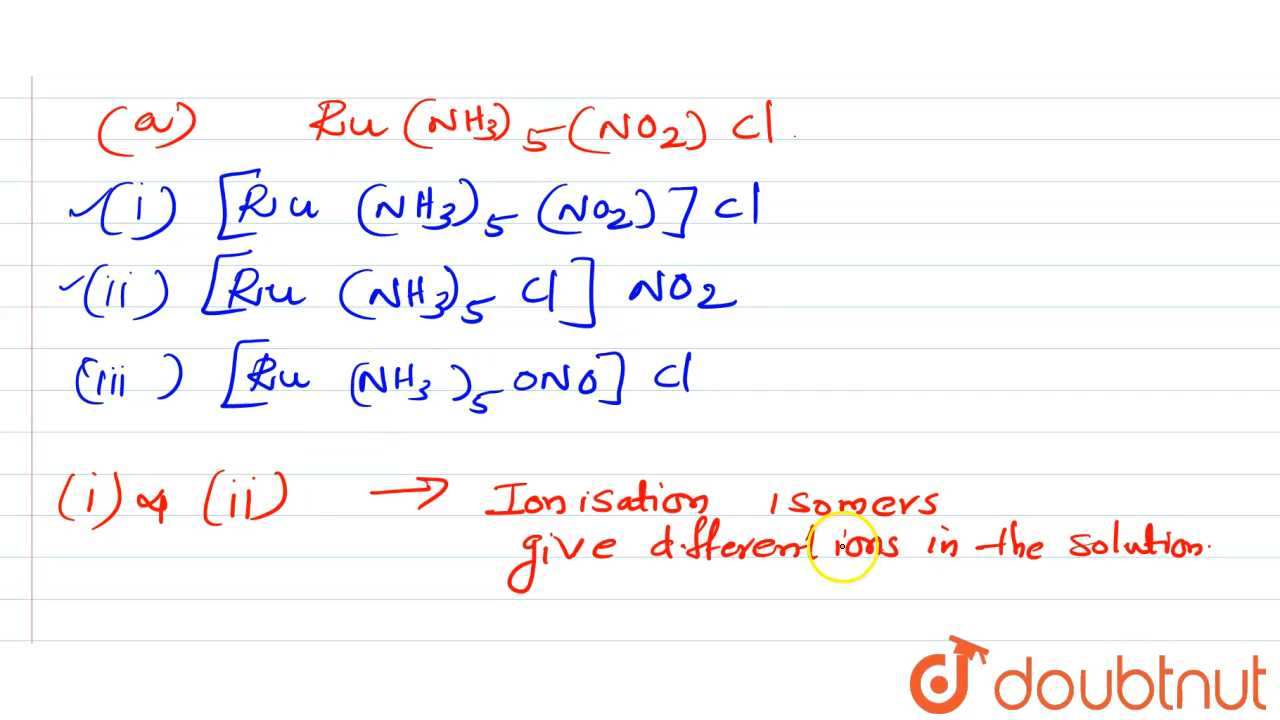 (a) Ru(NH3)5(NO2)Cl.
(i) [Ru (NH3)5 (NO2)] Cl
(ii) [Ru (NH3)5 Cl] NO2
(iii) [Ru (NH3)5 ONO] Cl
(i) & (ii) → Ionisation isomers
give different ions in the solution.
doubtnut